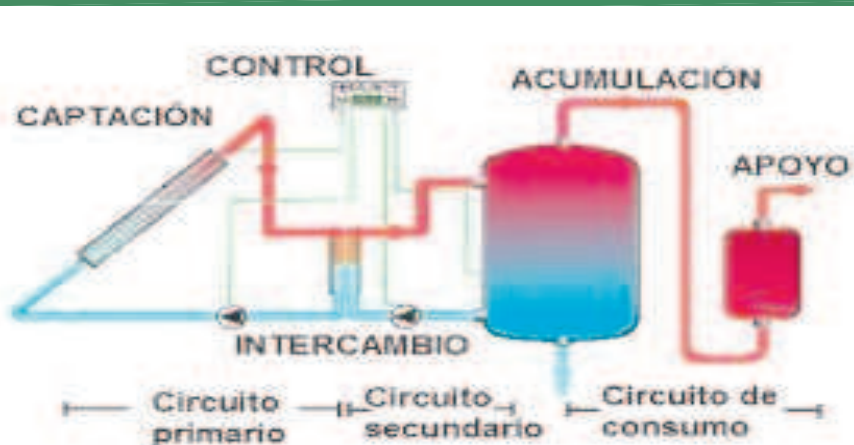 CONTROL
ACUMULACIÓN
CAPTACIÓN
APOYO
INTERCAMBIO
Circuito
primario
Circuito
secundario
Circuito de
consumo